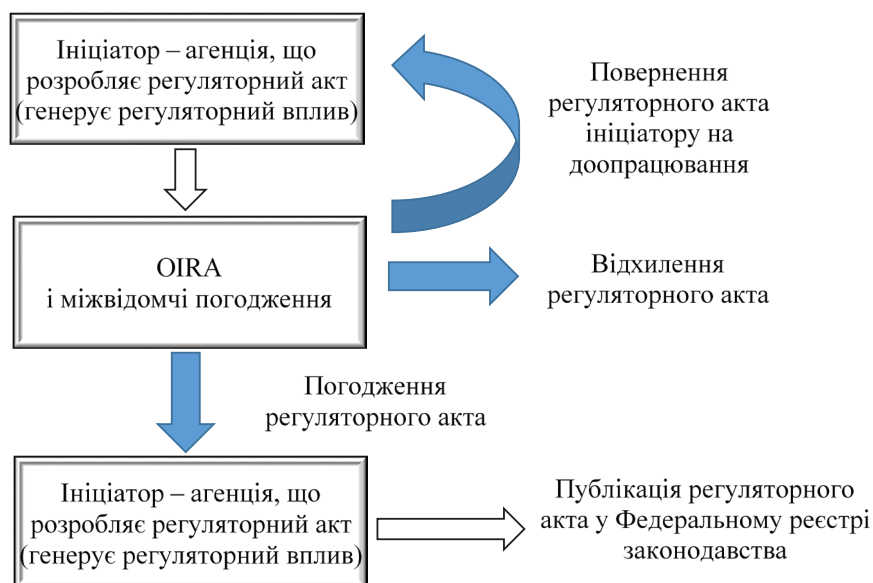 Ініціатор – агенція, що
розробляє регуляторний акт
(генерує регуляторний вплив)
Повернення
регуляторного акта
ініціатору на
доопрацювання
OIRA
і міжвідомчі погодження
Відхилення
регуляторного акта
Погодження
регуляторного акта
Ініціатор – агенція, що
розробляє регуляторний акт
(генерує регуляторний вплив)
Публікація регуляторного
акта у Федеральному реєстрі
законодавства